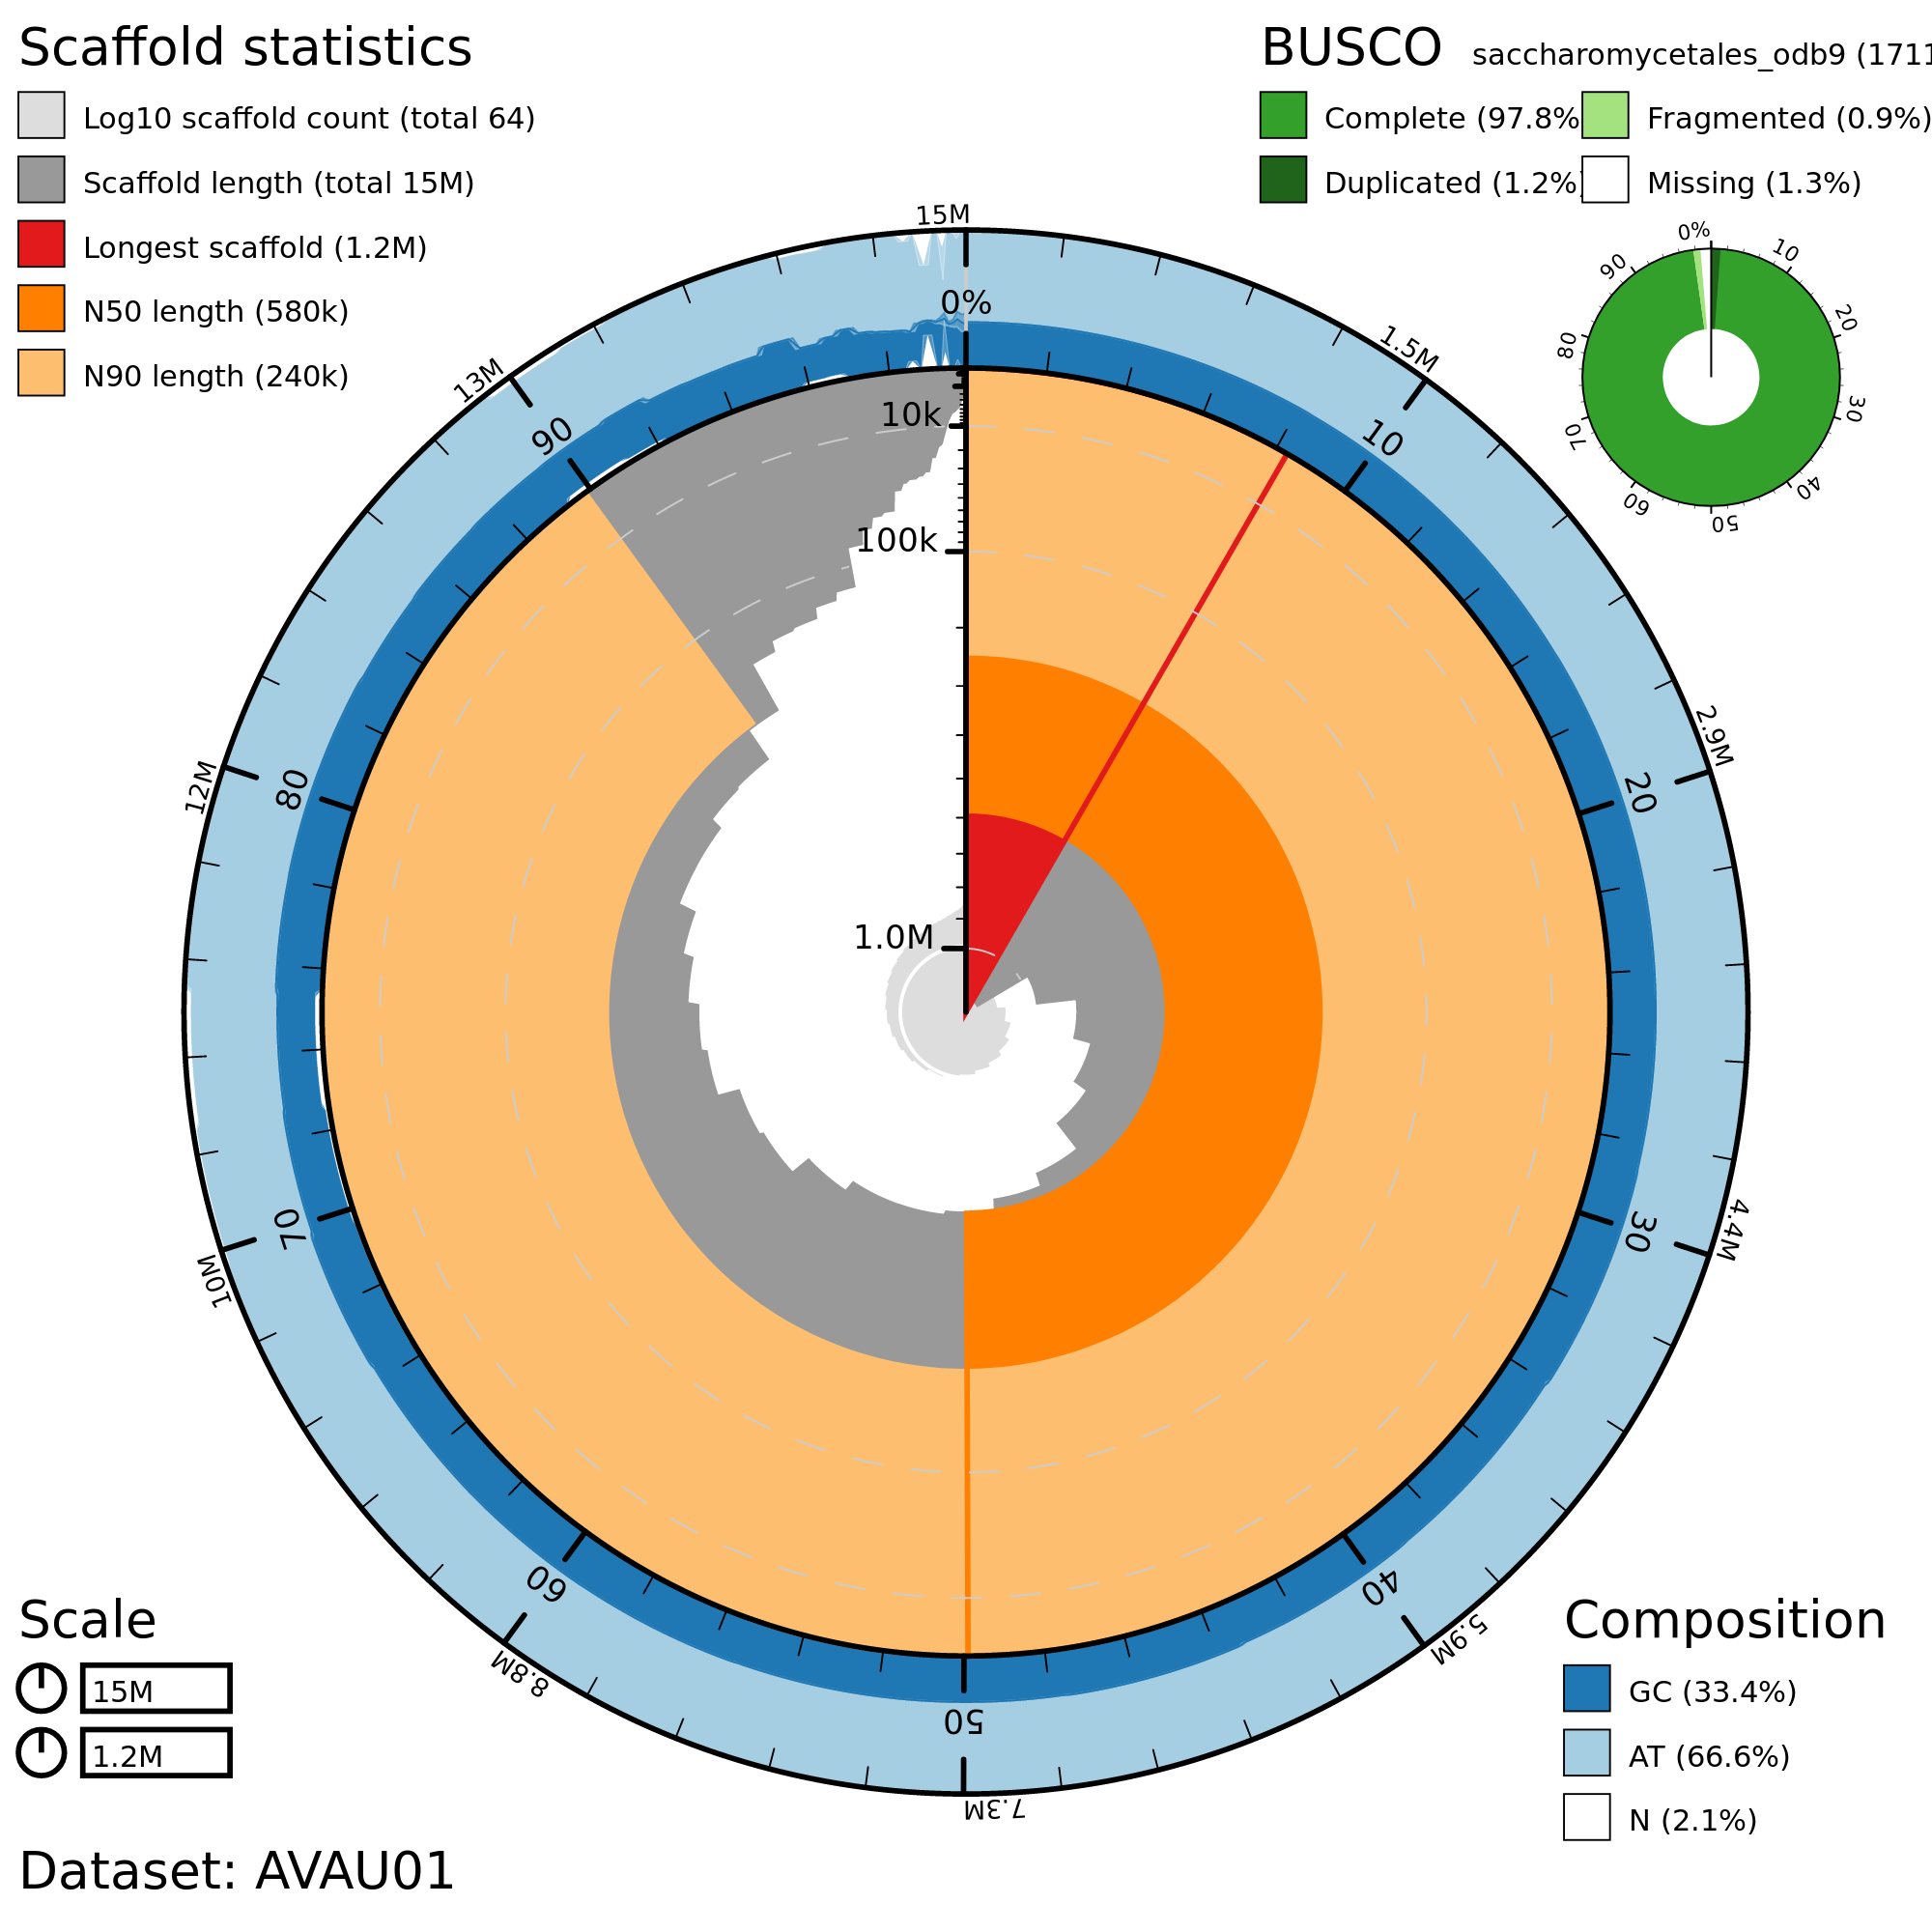 Scaffold statistics
Log10 scaffold count (total 64)
Scaffold length (total 15M)
Longest scaffold (1.2M)
N50 length (580k)
N90 length (240k)
BUSCO saccharomycetales_odb9 (1711
Complete (97.8%
Fragmented (0.9%)
Duplicated (1.2%)
Missing (1.3%)
0%
10
20
30
40
50
60
70
80
90
15M
1.5M
2.9M
4.4M
5.9M
7.3M
8.8M
10M
12M
13M
0%
10
20
30
40
50
60
70
80
90
10k
100k
1.0M
Scale
15M
1.2M
Composition
GC (33.4%)
AT (66.6%)
N (2.1%)
Dataset: AVAU01